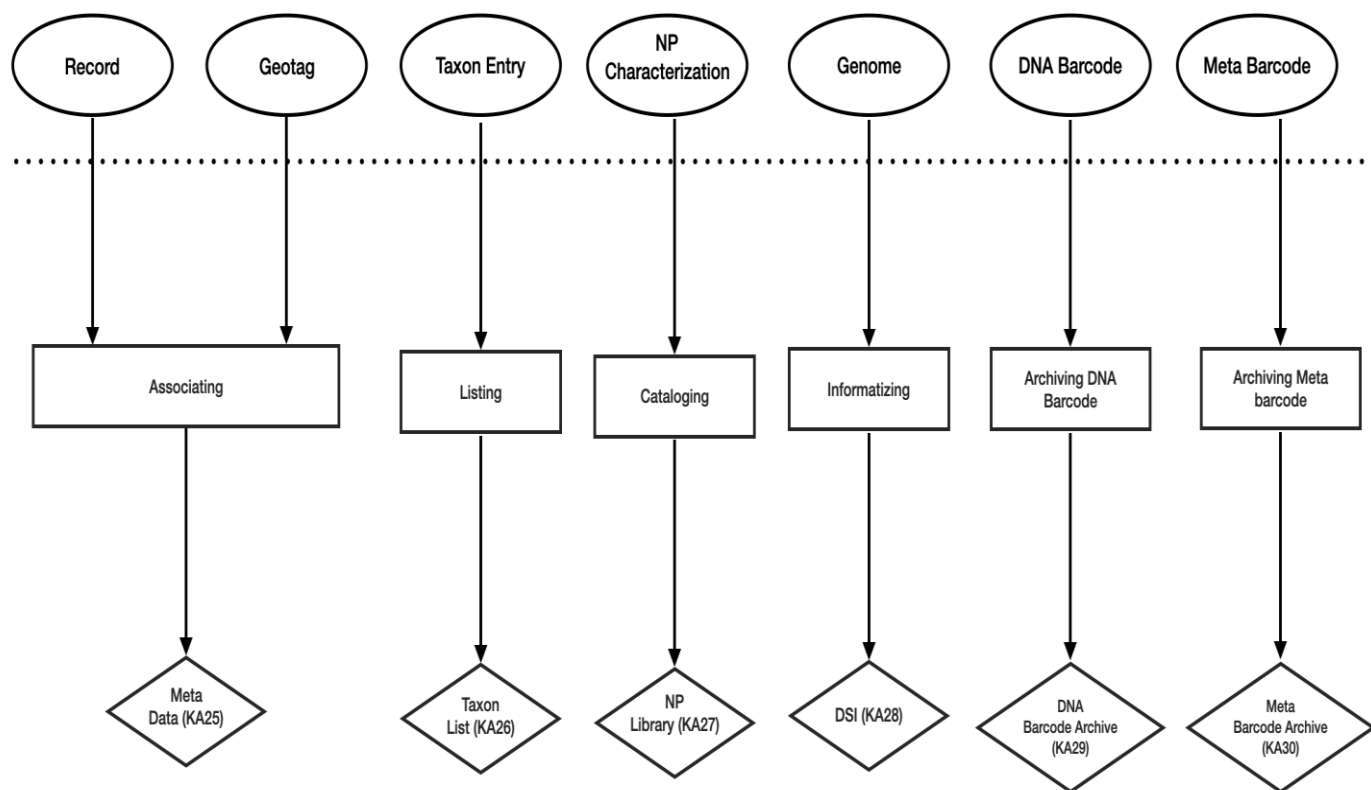 Record
Geotag
Taxon Entry
NP
Characterization
Genome
DNA Barcode
Meta Barcode
Associating
Listing
Cataloging
Informatizing
Archiving DNA
Barcode
Archiving Meta
barcode
Meta
Data (KA25)
Taxon
List (KA26)
NP
Library (KA27)
DSI (KA28)
DNA
Barcode Archive
(KA29)
Meta
Barcode Archive
(KA30)